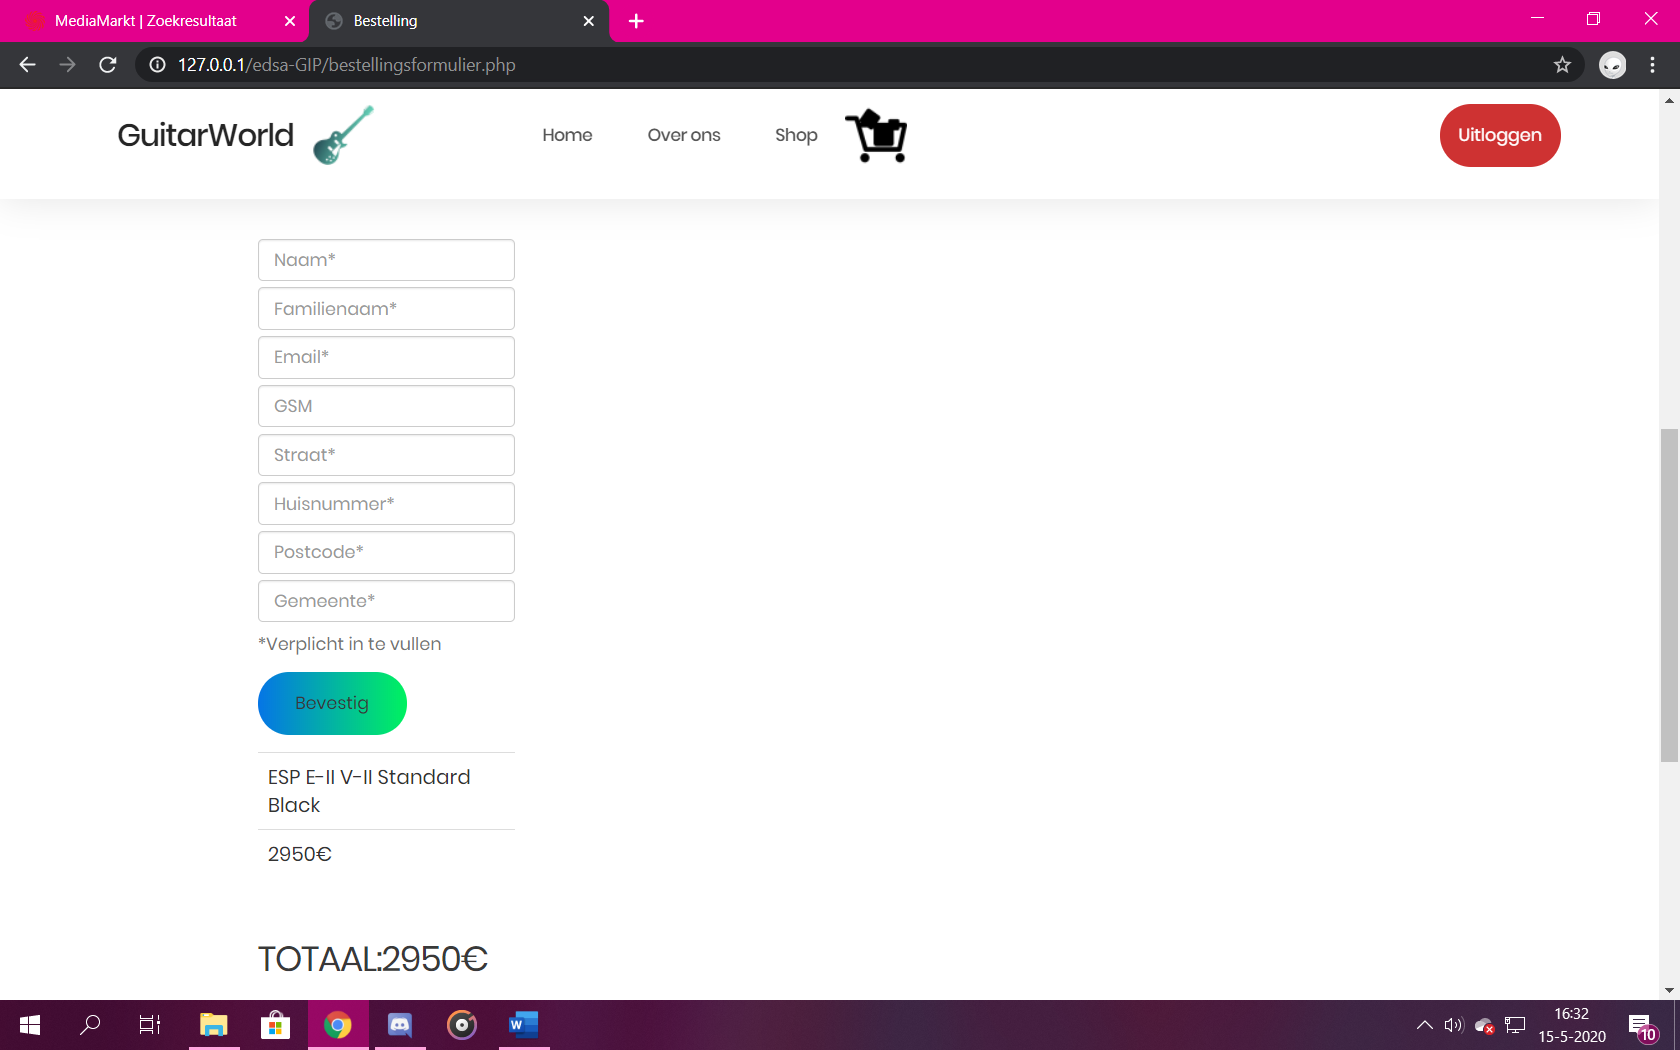 MediaMarkt | Zoekresultaat
Bestelling
127.0.0.1/edsa-GIP/bestellingsformulier.php
GuitarWorld
Home
Over ons
Shop
Uitloggen
Naam*
Familienaam*
Email*
GSM
Straat*
Huisnummer*
Postcode*
Gemeente*
*Verplicht in te vullen
Bevestig
ESP E-II V-II Standard
Black
2950€
TOTAAL:2950€
W
16:32
15-5-2020
10